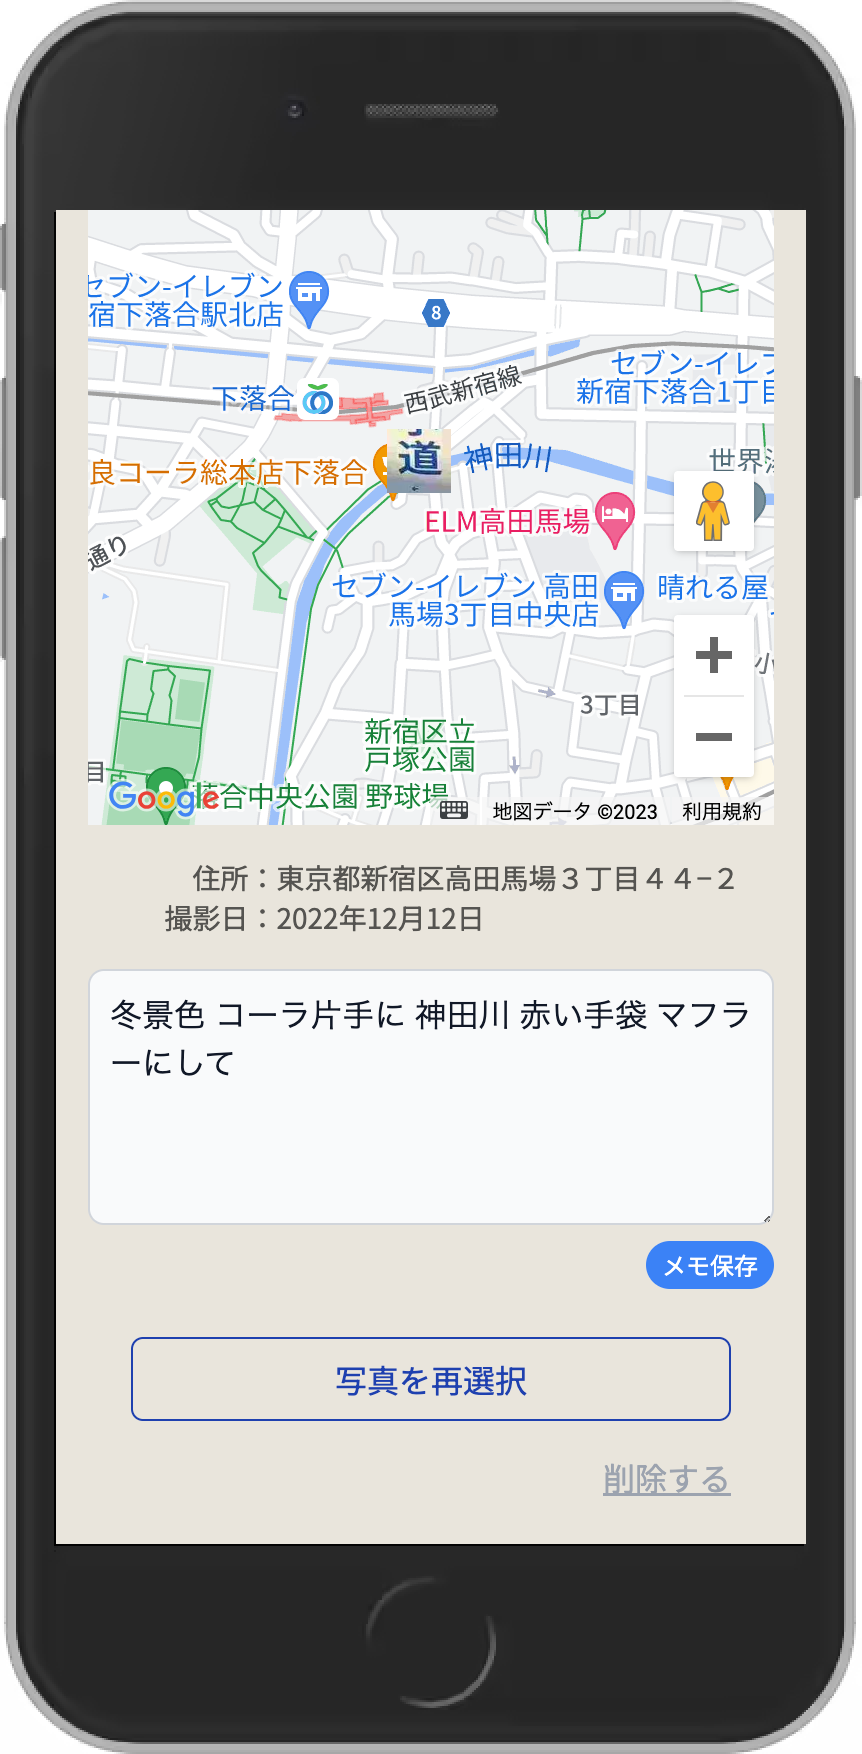 セブン-イレブン
宿下落合駅北店
8
セブン-イレブ
新宿下落合1丁目
下落合
西武新宿線
道
神田川
世界
良コーラ総本店下落合
ELM高田馬場
通り
セブン-イレブン 高田
馬場3丁目中央店
晴れる屋
小
3丁目
新宿区立
戸塚公園
目
Google
落合中央公園 野球場
地図データ ©2023
利用規約
住所：東京都新宿区高田馬場３丁目４４−２
撮影日：2022年12月12日
冬景色 コーラ片手に 神田川 赤い手袋 マフラ
ーにして
メモ保存
写真を再選択
削除する